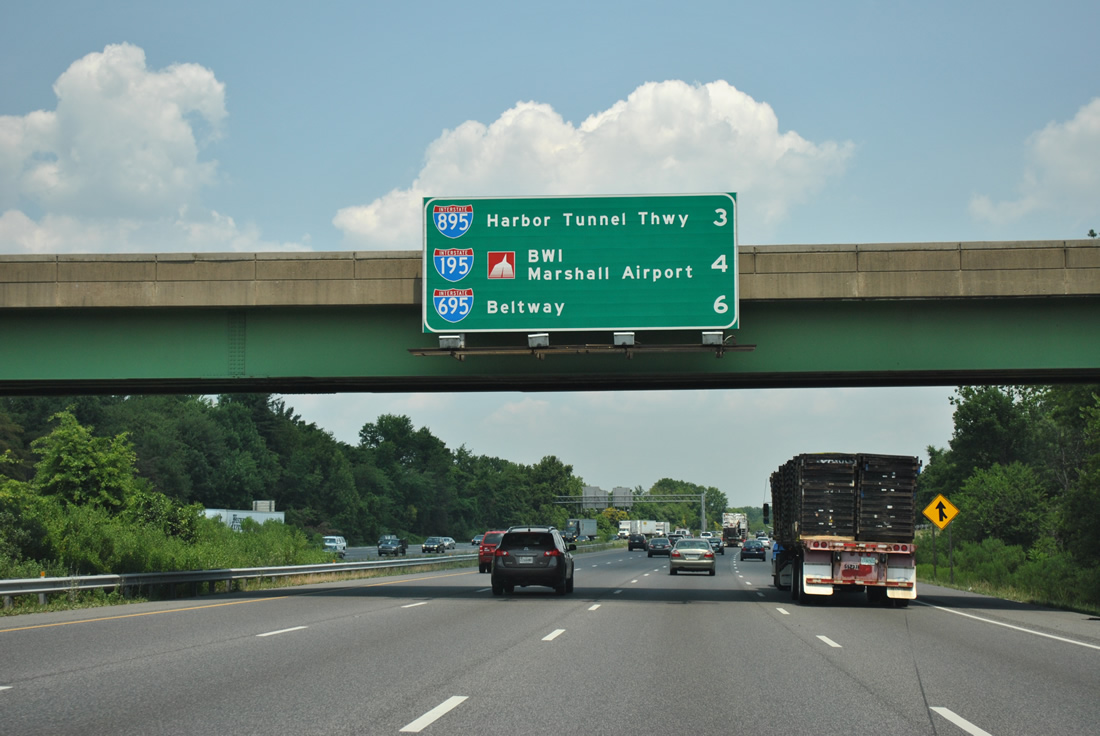 INTERSTATE 895 Harbor Tunnel Thwy 3
INTERSTATE 195 BWI
Marshall Airport 4
INTERSTATE 695 Beltway 6